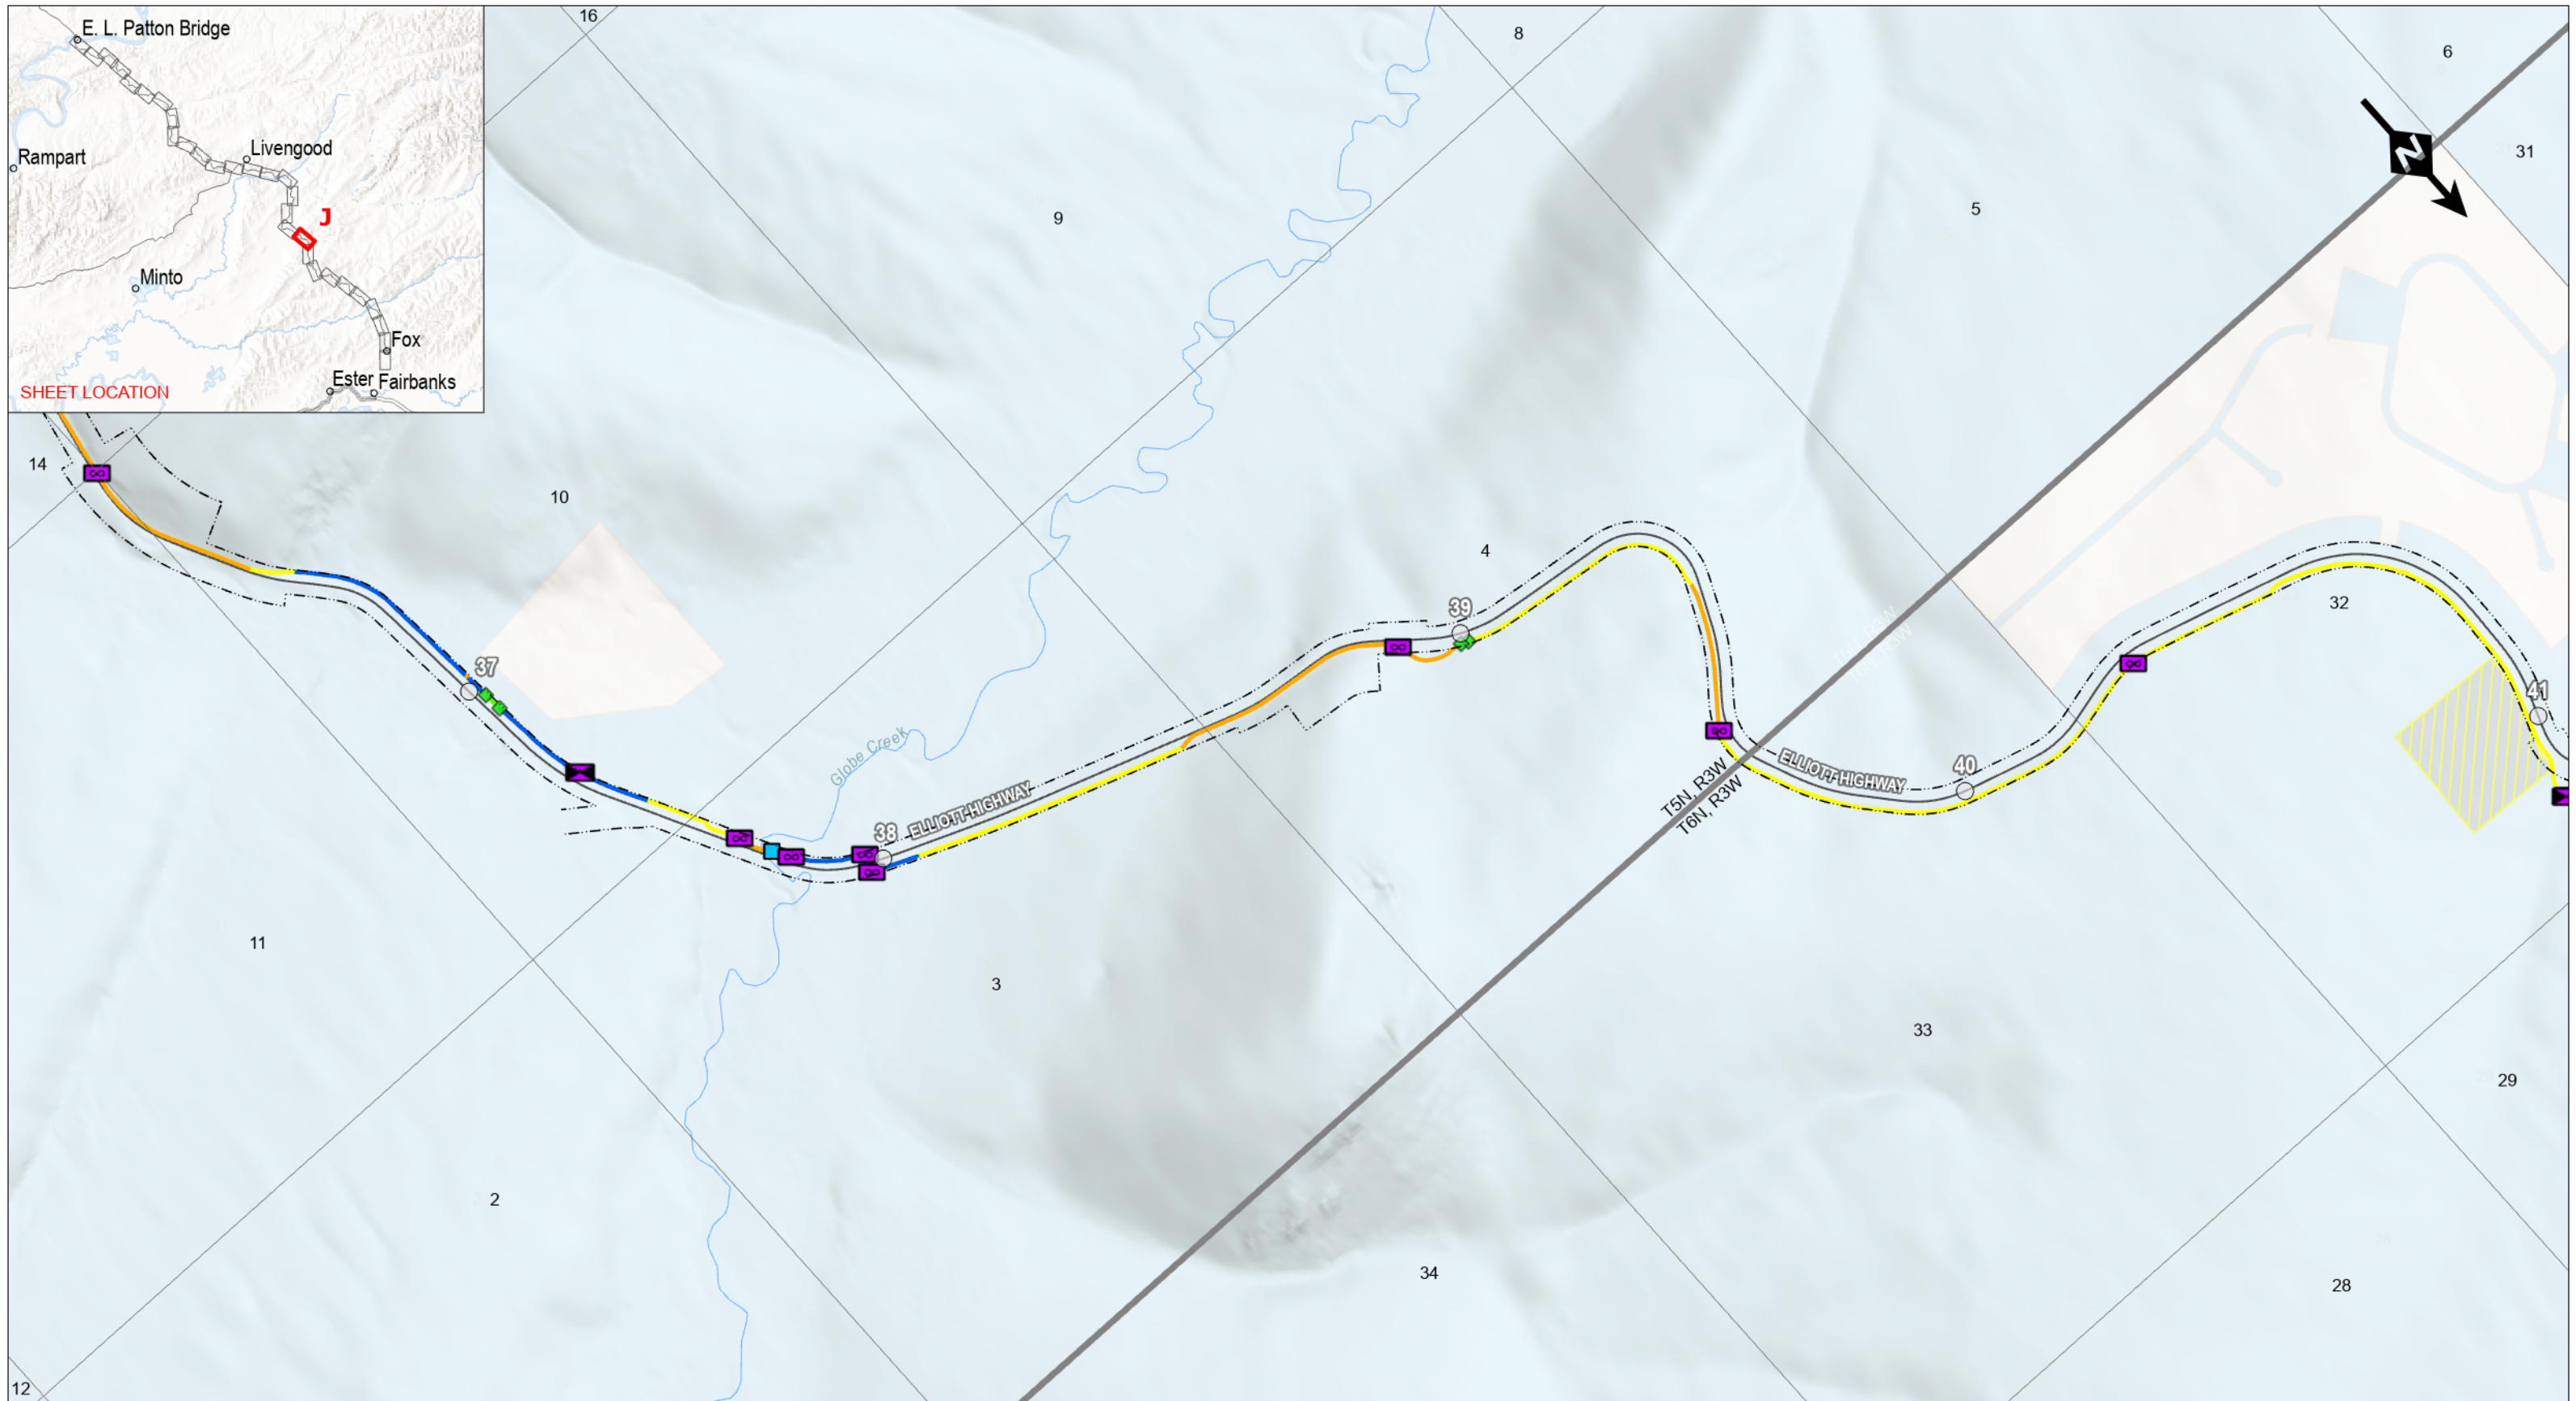 E. L. Patton Bridge
Rampart
Livengood
J
Minto
Fox
Ester
Fairbanks
SHEET LOCATION
16
8
6
N
31
9
5
14
10
4
39
32
37
41
Globe Creek
38
ELLIOTT HIGHWAY
ELLIOTT HIGHWAY
40
T5N, R3W
T6N, R3W
11
3
33
29
2
34
28
12